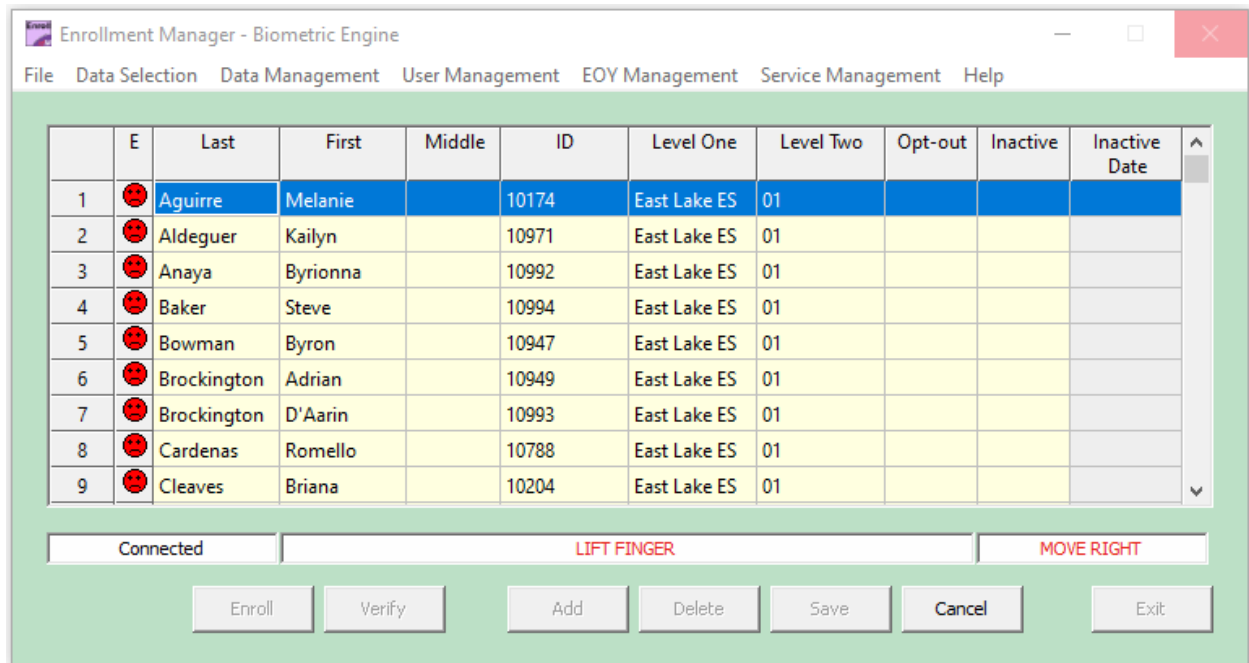 Enroll
Enrollment Manager - Biometric Engine
File Data Selection Data Management User Management EOY Management Service Management Help
E Last First Middle ID Level One Level Two Opt-out Inactive Inactive Date
1 Aguirre Melanie 10174 East Lake ES 01
2 Aldeguer Kailyn 10971 East Lake ES 01
3 Anaya Byrionna 10992 East Lake ES 01
4 Baker Steve 10994 East Lake ES 01
5 Bowman Byron 10947 East Lake ES 01
6 Brockington Adrian 10949 East Lake ES 01
7 Brockington D'Aarin 10993 East Lake ES 01
8 Cardenas Romello 10788 East Lake ES 01
9 Cleaves Briana 10204 East Lake ES 01
Connected LIFT FINGER MOVE RIGHT
Enroll Verify Add Delete Save Cancel Exit